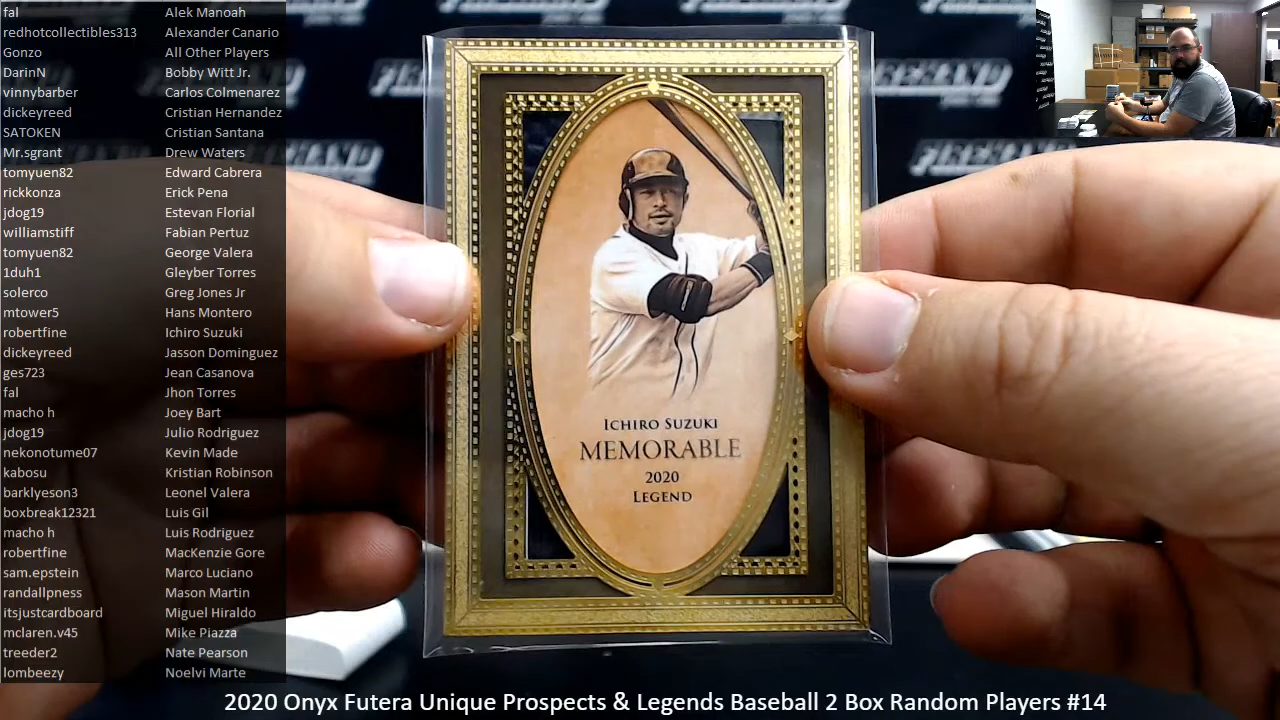 fal Alek Manoah
redhotcollectibles313 Alexander Canario
Gonzo All Other Players
DarinN Bobby Witt Jr.
vinnybarber Carlos Colmenarez
dickeyreed Cristian Hernandez
SATOKEN Cristian Santana
Mr.sgrant Drew Waters
tomyuen82 Edward Cabrera
rickkonza Erick Pena
jdog19 Estevan Florial
williamstiff Fabian Pertuz
tomyuen82 George Valera
1duh1 Gleyber Torres
solerco Greg Jones Jr
mtower5 Hans Montero
robertfine Ichiro Suzuki
dickeyreed Jasson Dominguez
ges723 Jean Casanova
fal Jhon Torres
macho h Joey Bart
jdog19 Julio Rodriguez
nekonotume07 Kevin Made
kabosu Kristian Robinson
barklyeson3 Leonel Valera
boxbreak12321 Luis Gil
macho h Luis Rodriguez
robertfine MacKenzie Gore
sam.epstein Marco Luciano
randallpness Mason Martin
itsjustcardboard Miguel Hiraldo
mclaren.v45 Mike Piazza
treeder2 Nate Pearson
lombeezy Noelvi Marte
ICHIRO SUZUKI
MEMORABLE
2020
LEGEND
2020 Onyx Futera Unique Prospects & Legends Baseball 2 Box Random Players #14